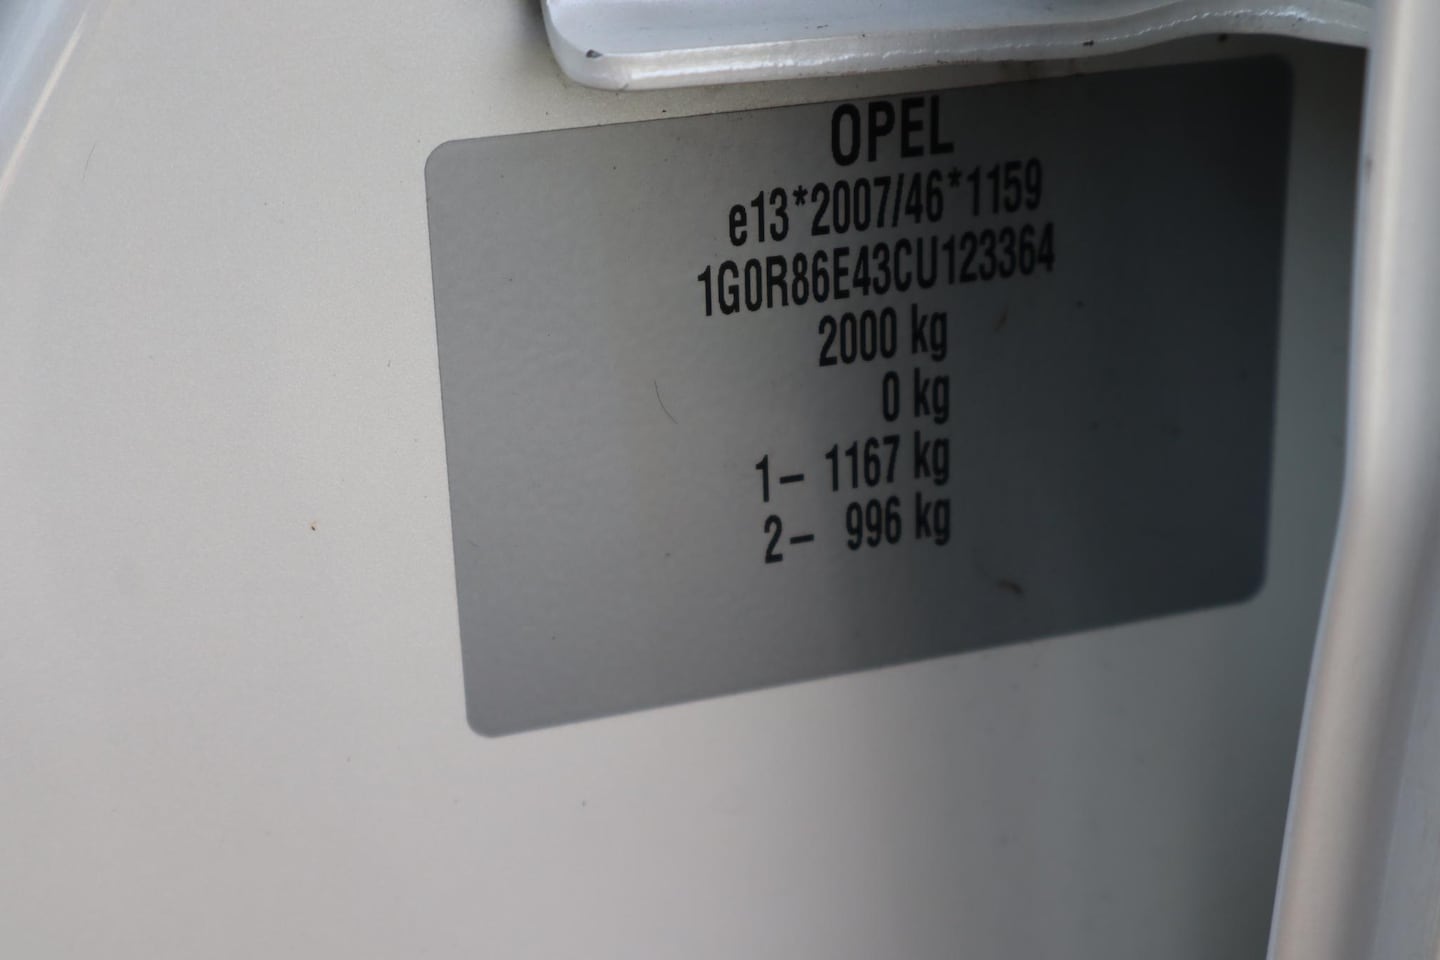 OPEL
e13*2007/46*1159
1G0R86E43CU123364
2000 kg
0 kg
1– 1167 kg
2– 996 kg